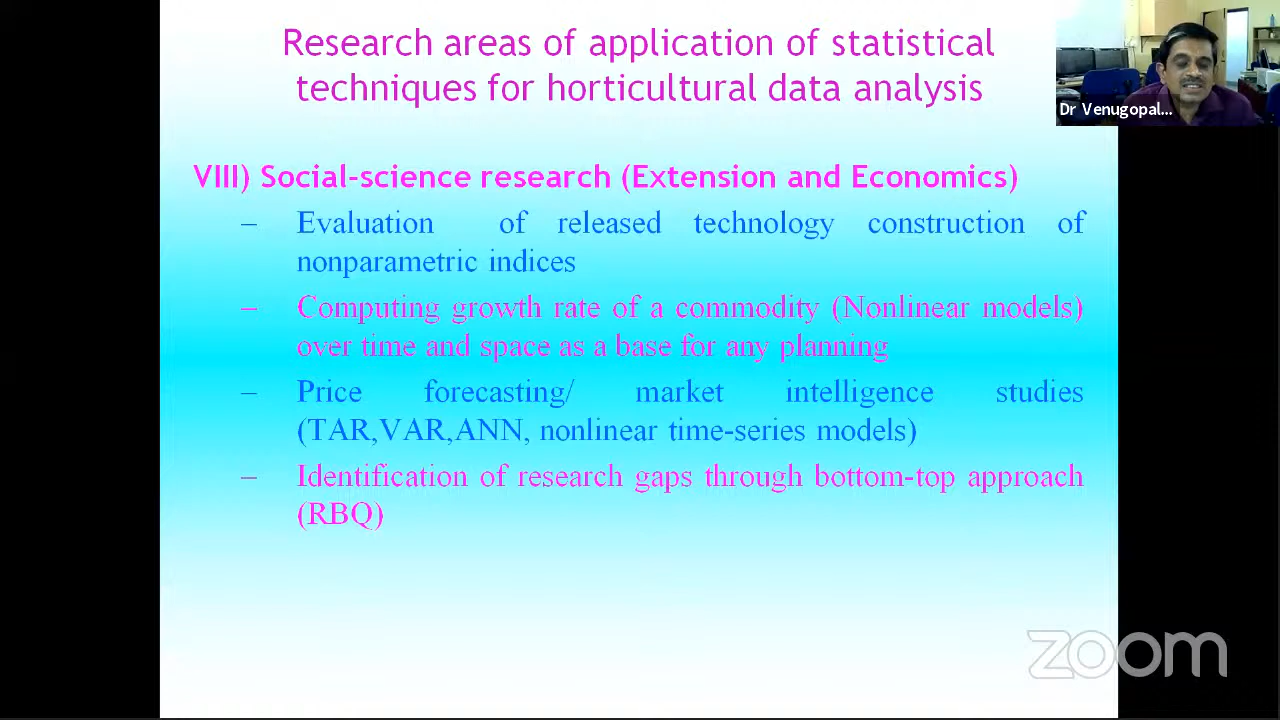 Research areas of application of statistical
techniques for horticultural data analysis
Dr Venugopal...
VIII) Social-science research (Extension and Economics)
– Evaluation of released technology construction of
nonparametric indices
– Computing growth rate of a commodity (Nonlinear models)
over time and space as a base for any planning
– Price forecasting/ market intelligence studies
(TAR,VAR,ANN, nonlinear time-series models)
– Identification of research gaps through bottom-top approach
(RBQ)
zoom